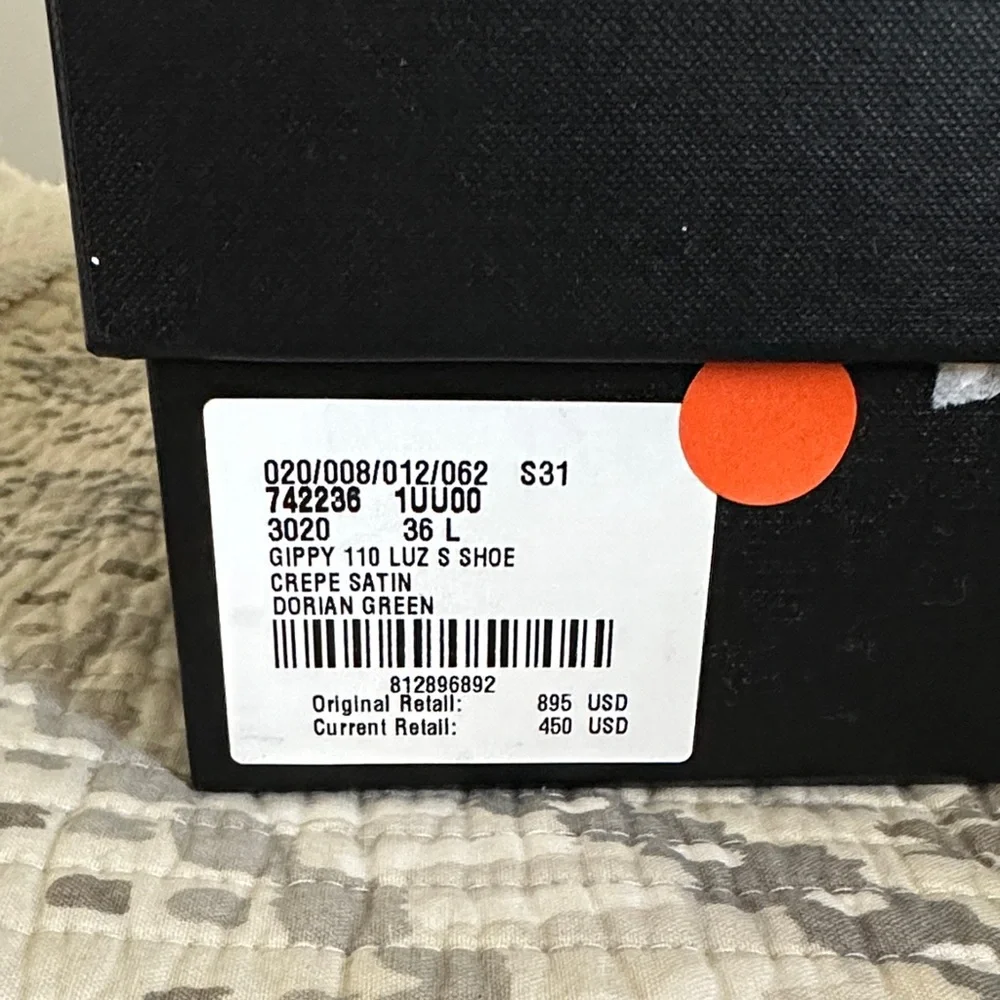 020/008/012/062 S31
742236 1UU00
3020 36 L
GIPPY 110 LUZ S SHOE
CREPE SATIN
DORIAN GREEN
812896892
Original Retail: 895 USD
Current Retail: 450 USD